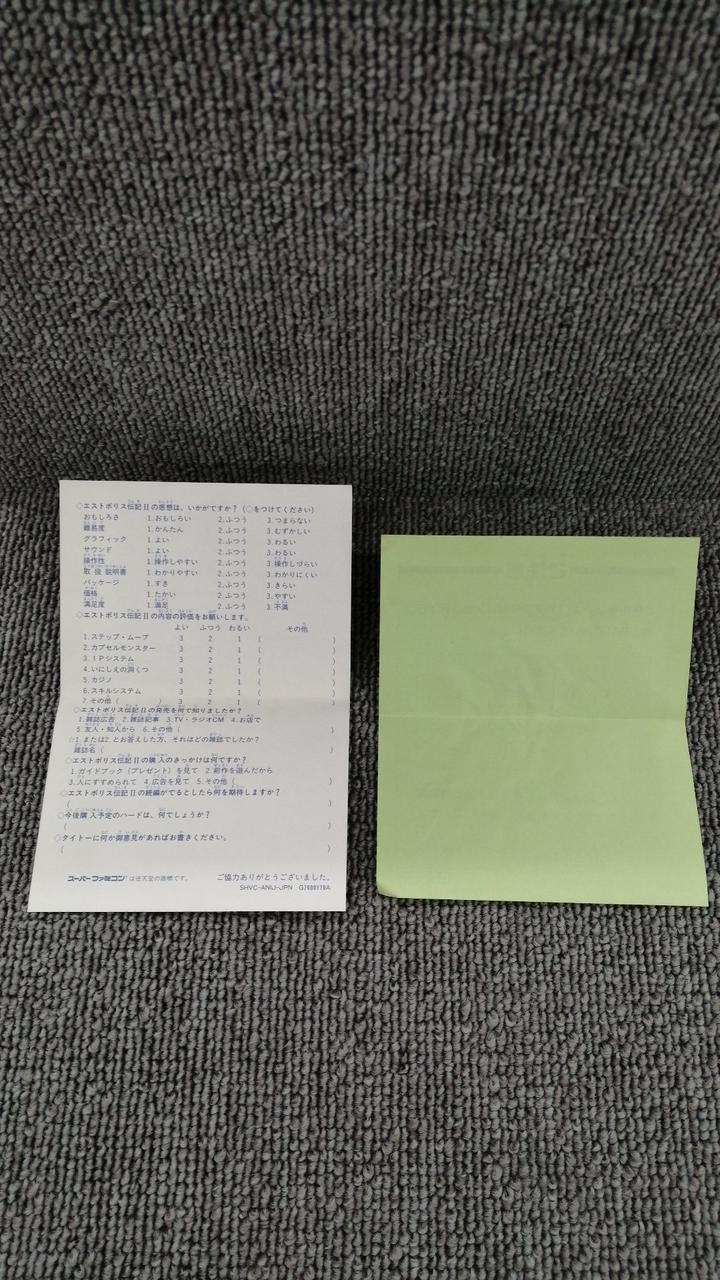 ◇エストポリス伝記Ⅱの感想は、いかがですか？（○をつけてください）
おもしろさ 1.おもしろい 2.ふつう 3.つまらない
難易度 1.かんたん 2.ふつう 3.むずかしい
グラフィック 1.よい 2.ふつう 3.わるい
サウンド 1.よい 2.ふつう 3.わるい
操作性 1.操作しやすい 2.ふつう 3.操作しづらい
取扱説明書 1.わかりやすい 2.ふつう 3.わかりにくい
パッケージ 1.すき 2.ふつう 3.きらい
価格 1.たかい 2.ふつう 3.やすい
満足度 1.満足 2.ふつう 3.不満
◇エストポリス伝記Ⅱの内容の評価をお願いします。
よい ふつう わるい その他
1.ステップ・ムーブ 3 2 1 （ ）
2.カプセルモンスター 3 2 1 （ ）
3.ＩＰシステム 3 2 1 （ ）
4.いにしえの洞くつ 3 2 1 （ ）
5.カジノ 3 2 1 （ ）
6.スキルシステム 3 2 1 （ ）
7.その他（ ） 3 2 1 （ ）
◇エストポリス伝記Ⅱの発売を何で知りましたか？
1.雑誌広告 2.雑誌記事 3.TV・ラジオCM 4.お店で
5.友人・知人から 6.その他（ ）
☆1.または2.とお答えした方、それはどの雑誌でしたか？
雑誌名（ ）
◇エストポリス伝記Ⅱの購入のきっかけは何ですか？
1.ガイドブック（プレゼント）を見て 2.前作を遊んだから
3.人にすすめられて 4.広告を見て 5.その他（ ）
◇エストポリス伝記Ⅱの続編がでるとしたら何を期待しますか？
（ ）
◇今後購入予定のハードは、何でしょうか？
（ ）
◇タイトーに何か御意見があればお書きください。
（ ）
スーパーファミコンは任天堂の商標です。 ご協力ありがとうございました。
SHVC-ANIJ-JPN G7600170A